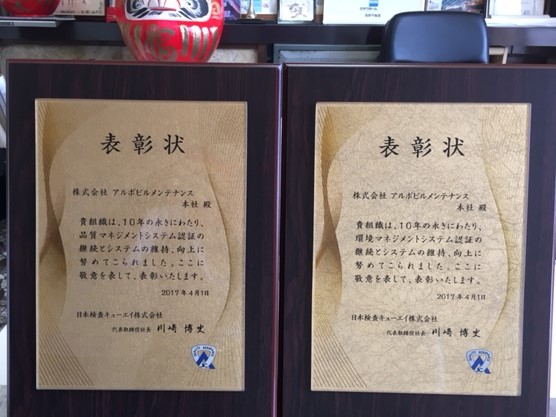 表彰状
株式会社 アルボビルメンテナンス
本社 殿
貴組織は、10年の永きにわたり、
品質マネジメントシステム認証の
継続とシステムの維持、向上に
努めてこられました。ここに
敬意を表して、表彰いたします。
2017年4月1日
日本検査キューエイ株式会社
代表取締役社長 川崎 博史
表彰状
株式会社 アルボビルメンテナンス
本社 殿
貴組織は、10年の永きにわたり、
環境マネジメントシステム認証の
継続とシステムの維持、向上に
努めてこられました。ここに
敬意を表して、表彰いたします。
2017年4月1日
日本検査キューエイ株式会社
代表取締役社長 川崎 博史